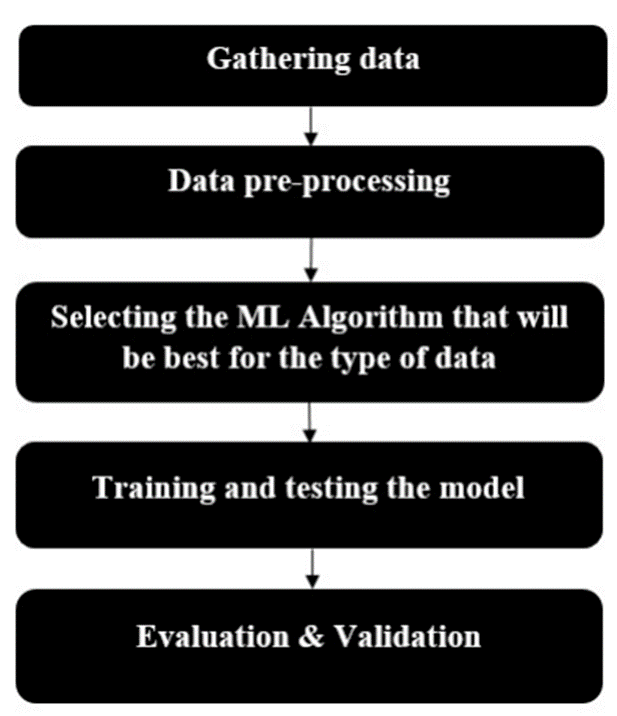 Gathering data
Data pre-processing
Selecting the ML Algorithm that will
be best for the type of data
Training and testing the model
Evaluation & Validation